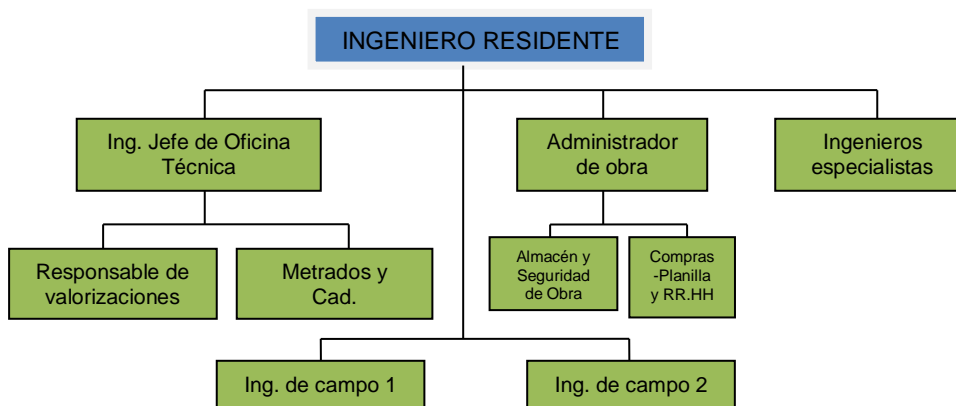 INGENIERO RESIDENTE
Ing. Jefe de Oficina
Técnica
Administrador
de obra
Ingenieros
especialistas
Responsable de
valorizaciones
Metrados y
Cad.
Almacén y
Seguridad
de Obra
Compras
-Planilla
y RR.HH
Ing. de campo 1
Ing. de campo 2